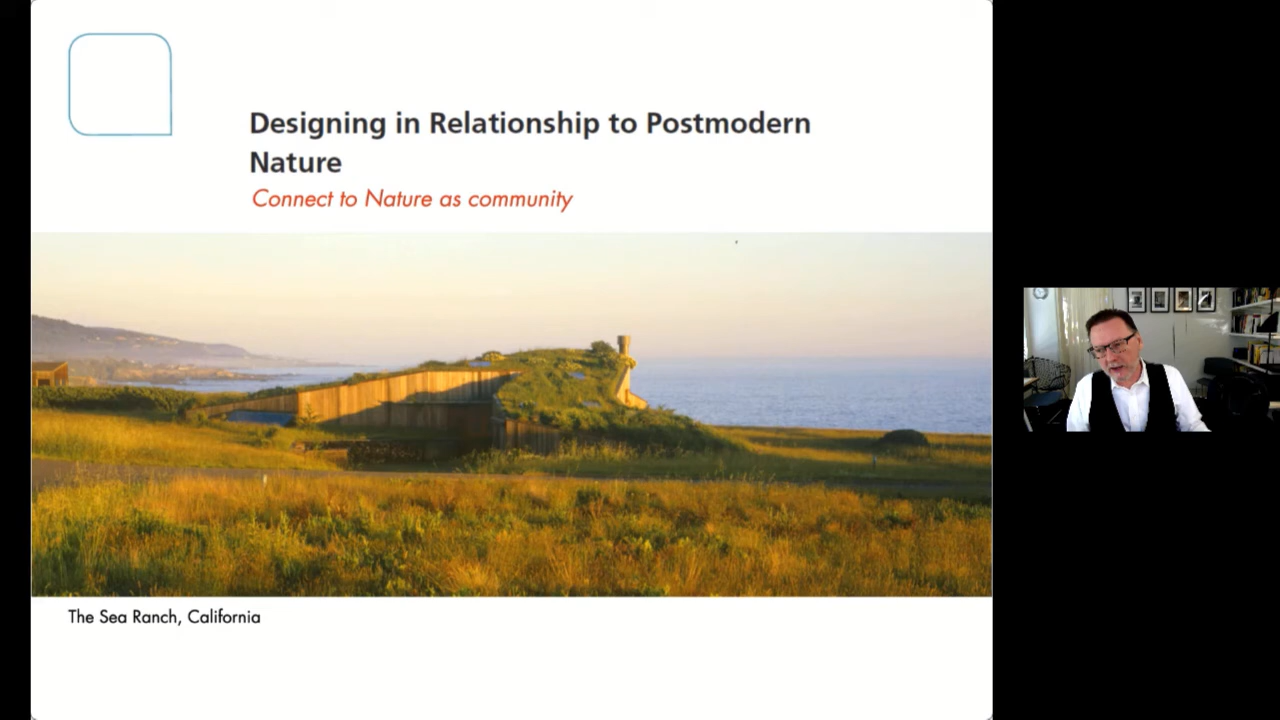 Designing in Relationship to Postmodern
Nature
Connect to Nature as community
The Sea Ranch, California